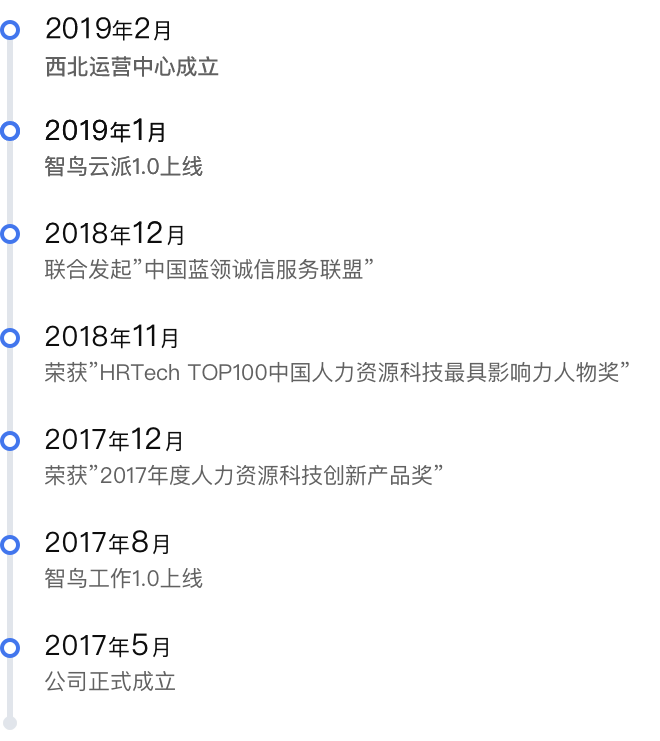 2019年2月
西北运营中心成立
2019年1月
智鸟云派1.0上线
2018年12月
联合发起”中国蓝领诚信服务联盟”
2018年11月
荣获”HRTech TOP100中国人力资源科技最具影响力人物奖”
2017年12月
荣获”2017年度人力资源科技创新产品奖”
2017年8月
智鸟工作1.0上线
2017年5月
公司正式成立